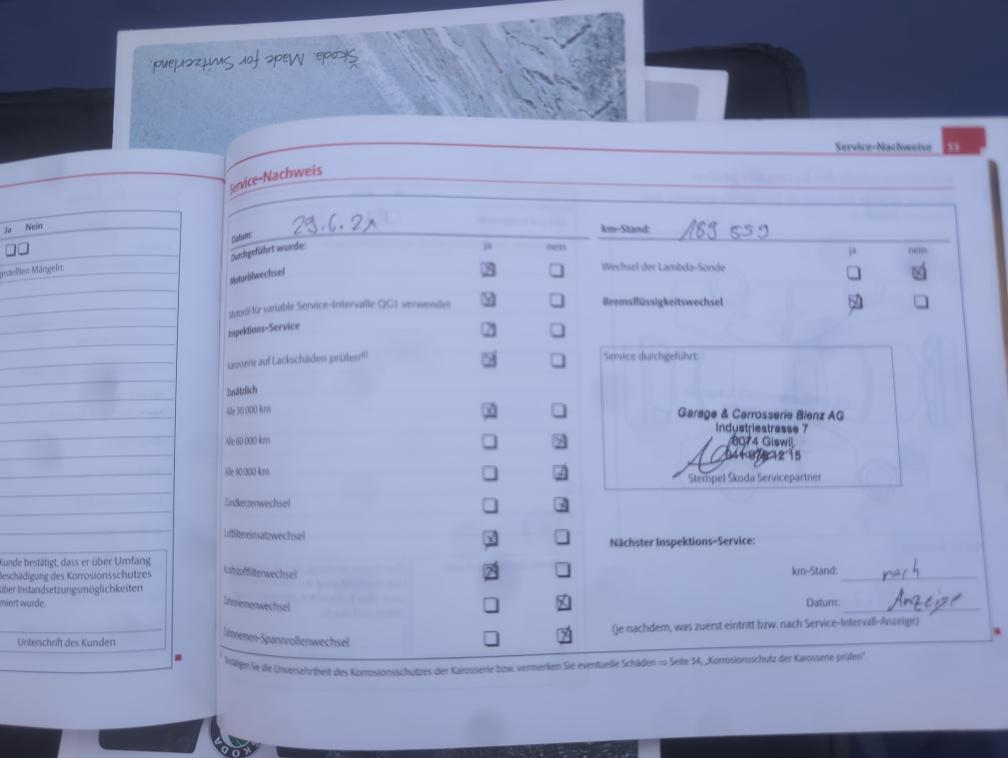 Škoda. Made for Switzerland.
Service-Nachweise 33
Ja Nein
gestellten Mängeln:
Kunde bestätigt, dass er über Umfang
Beschädigung des Korrosionsschutzes
über Instandsetzungsmöglichkeiten
miert wurde.
Unterschrift des Kunden
Service-Nachweis
Datum: 29.6.21
Durchgeführt wurde: ja nein
Motorölwechsel
Motoröl für variable Service-Intervalle QG1 verwendet
Inspektions-Service
Karosserie auf Lackschäden prüfen
Zusätzlich
Alle 30 000 km
Alle 60 000 km
Alle 90 000 km
Zündkerzenwechsel
Luftfiltereinsatzwechsel
Kraftstofffilterwechsel
Zahnriemenwechsel
Zahnriemen-Spannrollenwechsel
km-Stand: 189 559
ja nein
Wechsel der Lambda-Sonde
Bremsflüssigkeitswechsel
Service durchgeführt:
Garage & Carrosserie Bienz AG
Industriestrasse 7
6074 Giswil
Stempel Škoda Servicepartner
Nächster Inspektions-Service:
km-Stand: nach
Datum: Anzeige
(je nachdem, was zuerst eintritt bzw. nach Service-Intervall-Anzeige)
Bestätigen Sie die Unversehrtheit des Korrosionsschutzes der Karosserie bzw. vermerken Sie eventuelle Schäden ⇒ Seite 54, „Korrosionsschutz der Karosserie prüfen".
SKODA